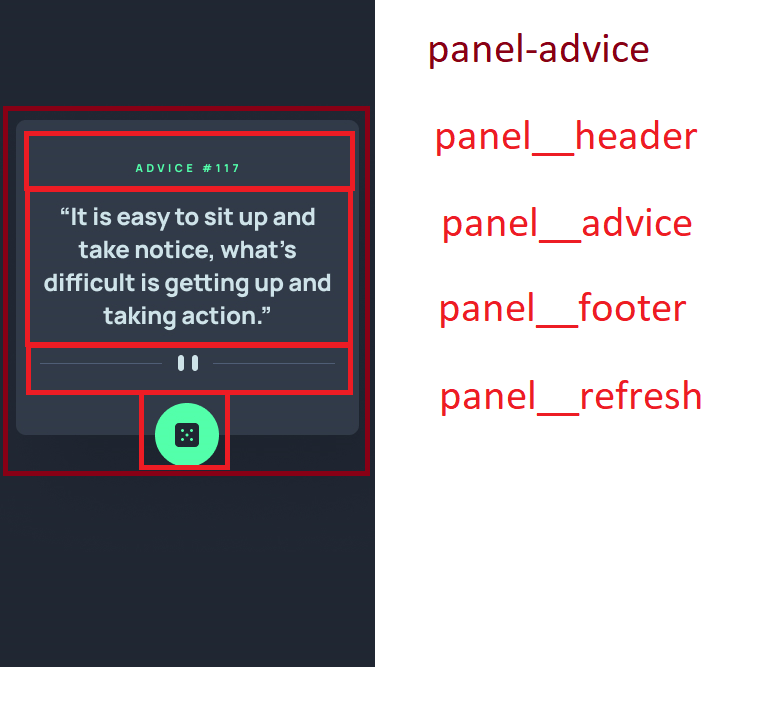 panel-advice
panel__header
ADVICE #117
“It is easy to sit up and
take notice, what’s
difficult is getting up and
taking action.”
panel__advice
panel__footer
panel__refresh